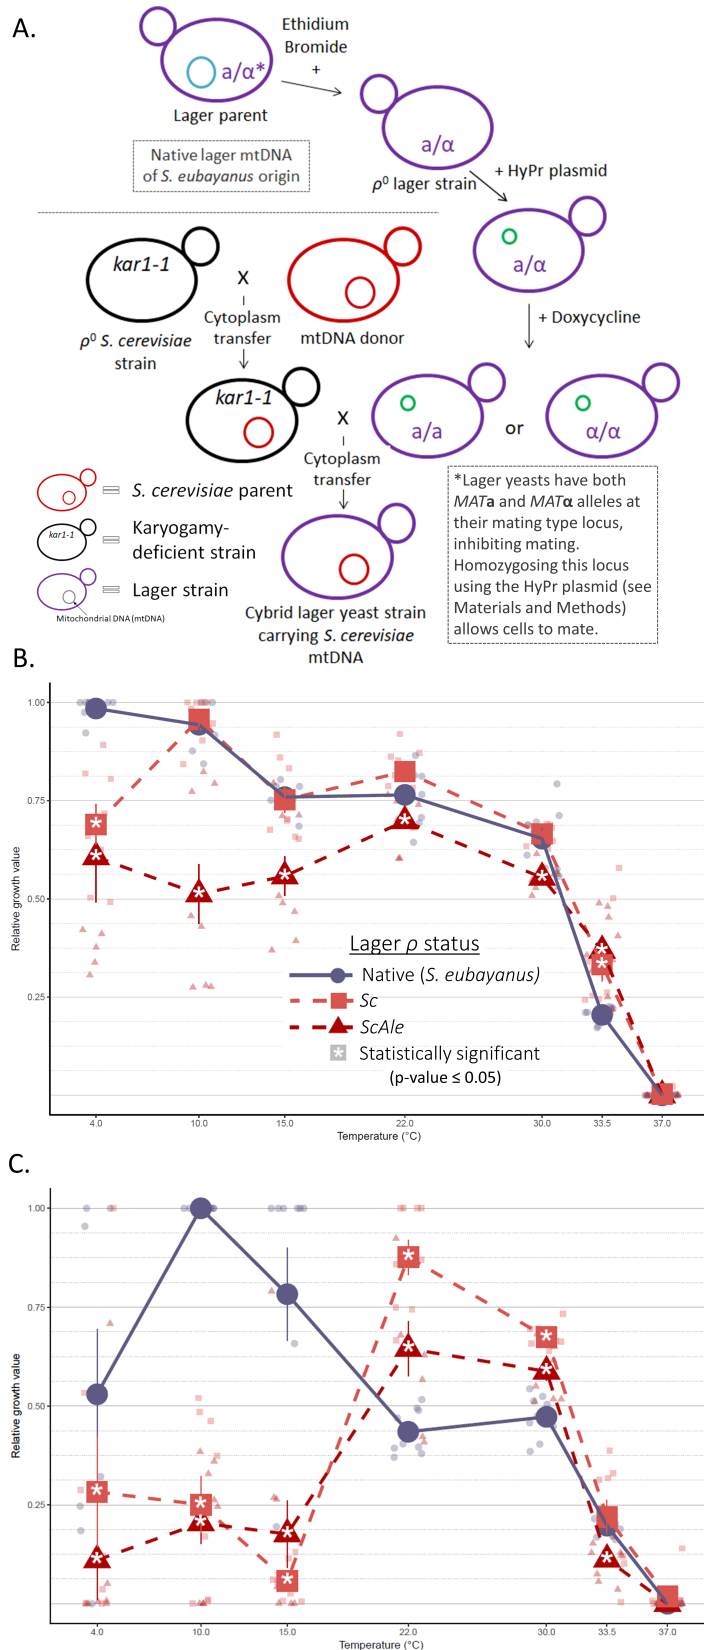 A.
Ethidium
Bromide
+
a/α*
Lager parent
a/α
Native lager mtDNA
of S. eubayanus origin
ρ⁰ lager strain
+ HyPr plasmid
a/α
kar1-1
X
Cytoplasm
transfer
ρ⁰ S. cerevisiae
strain
mtDNA donor
+ Doxycycline
kar1-1
X
a/a
or
α/α
Cytoplasm
transfer
S. cerevisiae parent
kar1-1
Karyogamy-
deficient strain
Lager strain
Mitochondrial DNA (mtDNA)
Cybrid lager yeast strain
carrying S. cerevisiae
mtDNA
*Lager yeasts have both
MATa and MATα alleles at
their mating type locus,
inhibiting mating.
Homozygosing this locus
using the HyPr plasmid (see
Materials and Methods)
allows cells to mate.
B.
1.00
0.75
0.50
0.25
Relative growth value
Lager ρ status
Native (S. eubayanus)
Sc
ScAle
* Statistically significant
(p-value ≤ 0.05)
4.0 10.0 15.0 22.0 30.0 33.5 37.0
Temperature (°C)
C.
1.00
0.75
0.50
0.25
Relative growth value
4.0 10.0 15.0 22.0 30.0 33.5 37.0
Temperature (°C)